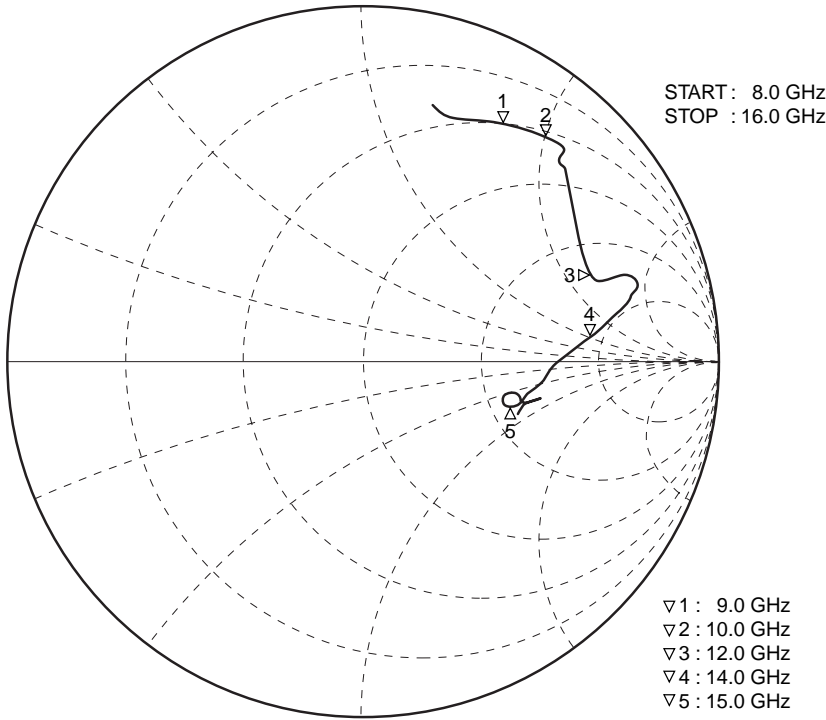 START : 8.0 GHz
STOP : 16.0 GHz
1
2
3
4
5
▽1 : 9.0 GHz
▽2 : 10.0 GHz
▽3 : 12.0 GHz
▽4 : 14.0 GHz
▽5 : 15.0 GHz